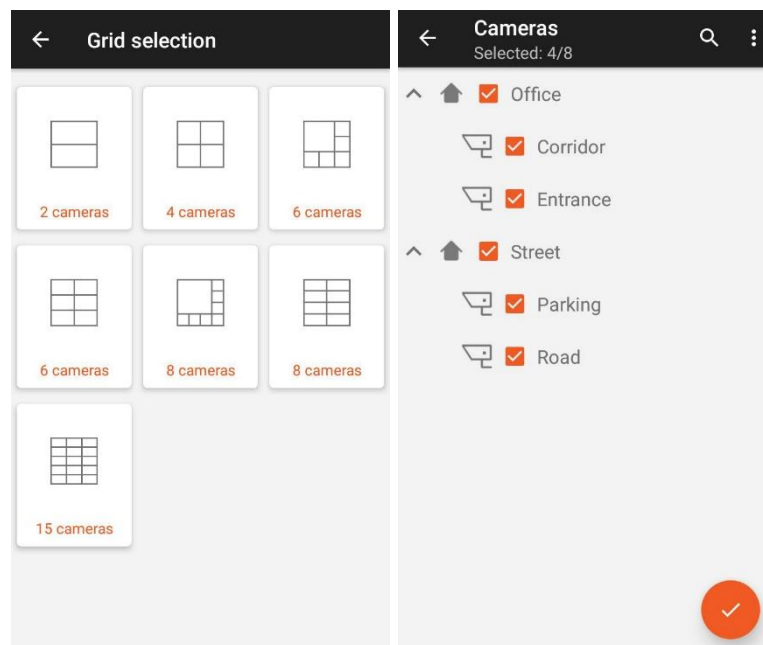 Grid selection
2 cameras
4 cameras
6 cameras
6 cameras
8 cameras
8 cameras
15 cameras
Cameras
Selected: 4/8
Office
Corridor
Entrance
Street
Parking
Road